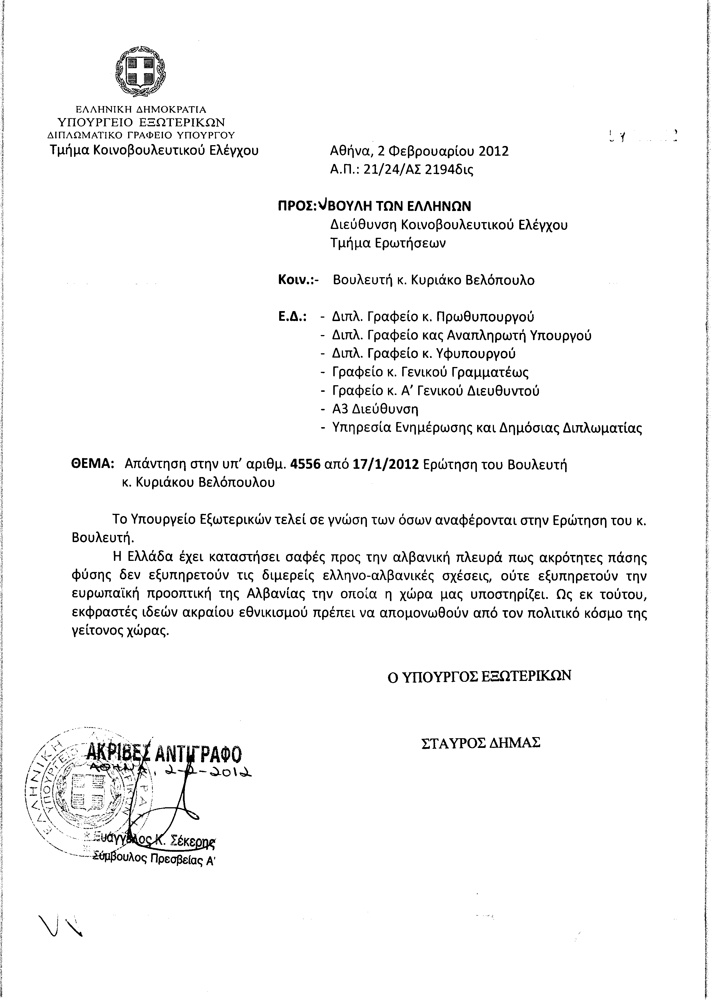 ΕΛΛΗΝΙΚΗ ΔΗΜΟΚΡΑΤΙΑ
ΥΠΟΥΡΓΕΙΟ ΕΞΩΤΕΡΙΚΩΝ
ΔΙΠΛΩΜΑΤΙΚΟ ΓΡΑΦΕΙΟ ΥΠΟΥΡΓΟΥ
Τμήμα Κοινοβουλευτικού Ελέγχου
Αθήνα, 2 Φεβρουαρίου 2012
Α.Π.: 21/24/ΑΣ 2194δις
ΠΡΟΣ: ΒΟΥΛΗ ΤΩΝ ΕΛΛΗΝΩΝ
Διεύθυνση Κοινοβουλευτικού Ελέγχου
Τμήμα Ερωτήσεων
Κοιν.:- Βουλευτή κ. Κυριάκο Βελόπουλο
Ε.Δ.: - Διπλ. Γραφείο κ. Πρωθυπουργού
- Διπλ. Γραφείο κας Αναπληρωτή Υπουργού
- Διπλ. Γραφείο κ. Υφυπουργού
- Γραφείο κ. Γενικού Γραμματέως
- Γραφείο κ. Α' Γενικού Διευθυντού
- Α3 Διεύθυνση
- Υπηρεσία Ενημέρωσης και Δημόσιας Διπλωματίας
ΘΕΜΑ: Απάντηση στην υπ' αριθμ. 4556 από 17/1/2012 Ερώτηση του Βουλευτή
κ. Κυριάκου Βελόπουλου
Το Υπουργείο Εξωτερικών τελεί σε γνώση των όσων αναφέρονται στην Ερώτηση του κ.
Βουλευτή.
Η Ελλάδα έχει καταστήσει σαφές προς την αλβανική πλευρά πως ακρότητες πάσης
φύσης δεν εξυπηρετούν τις διμερείς ελληνο-αλβανικές σχέσεις, ούτε εξυπηρετούν την
ευρωπαϊκή προοπτική της Αλβανίας την οποία η χώρα μας υποστηρίζει. Ως εκ τούτου,
εκφραστές ιδεών ακραίου εθνικισμού πρέπει να απομονωθούν από τον πολιτικό κόσμο της
γείτονος χώρας.
Ο ΥΠΟΥΡΓΟΣ ΕΞΩΤΕΡΙΚΩΝ
ΣΤΑΥΡΟΣ ΔΗΜΑΣ
ΑΚΡΙΒΕΣ ΑΝΤΙΓΡΑΦΟ
ΑΘΗΝΑ, 2-2-2012
Ευάγγελος Κ. Σέκερης
Σύμβουλος Πρεσβείας Α'